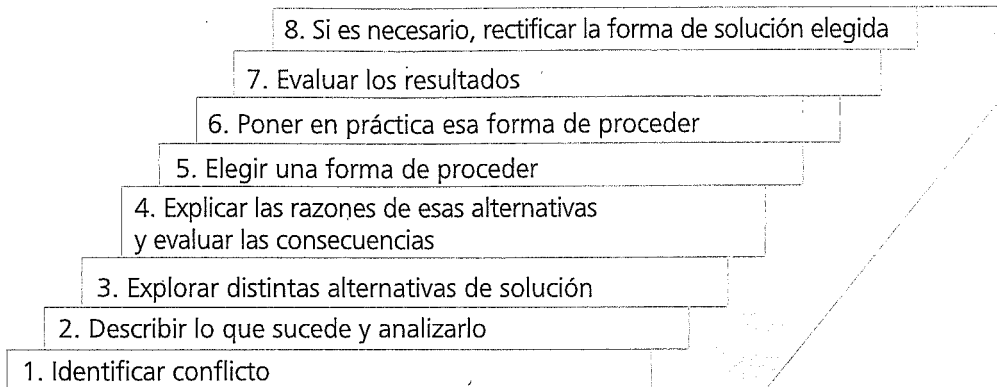 8. Si es necesario, rectificar la forma de solución elegida
7. Evaluar los resultados
6. Poner en práctica esa forma de proceder
5. Elegir una forma de proceder
4. Explicar las razones de esas alternativas
y evaluar las consecuencias
3. Explorar distintas alternativas de solución
2. Describir lo que sucede y analizarlo
1. Identificar conflicto